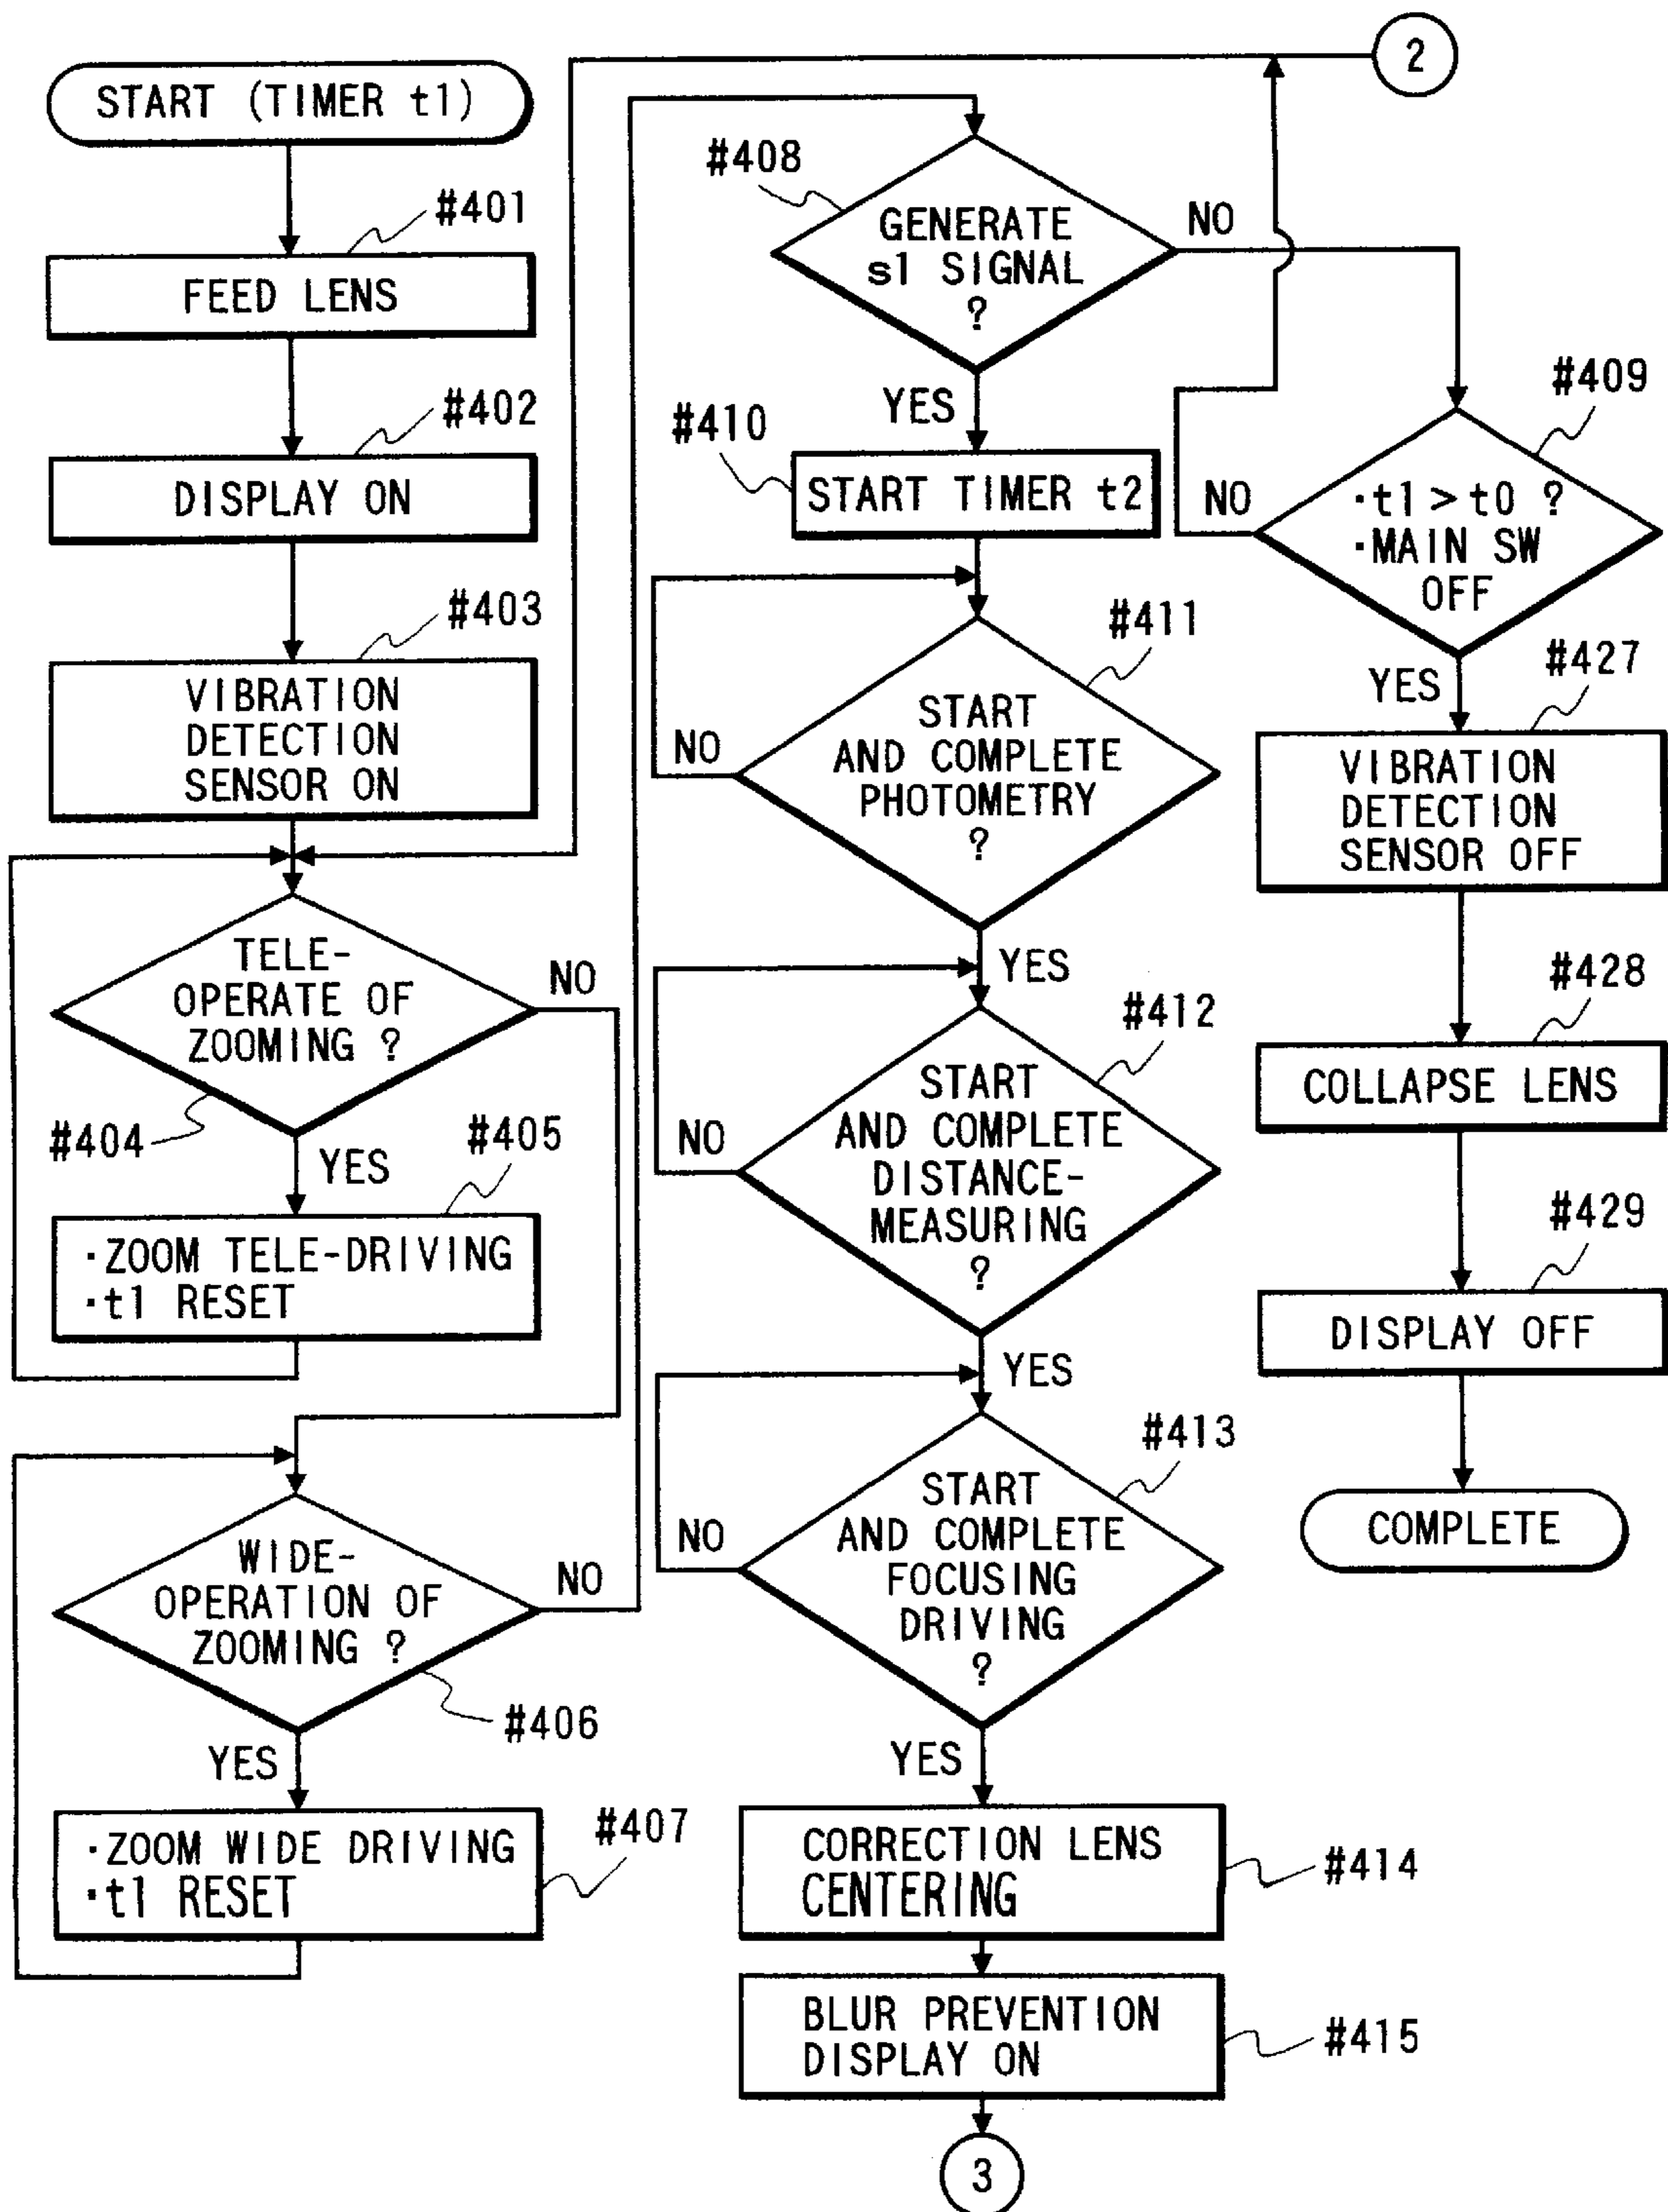 START (TIMER t1)
#401
FEED LENS
#402
DISPLAY ON
#403
VIBRATION
DETECTION
SENSOR ON
TELE-
OPERATE OF
ZOOMING ?
NO
#404
YES
#405
·ZOOM TELE-DRIVING
·t1 RESET
WIDE-
OPERATION OF
ZOOMING ?
NO
#406
YES
·ZOOM WIDE DRIVING
·t1 RESET
#407
2
#408
GENERATE
s1 SIGNAL
?
NO
YES
#410
START TIMER t2
#411
START
AND COMPLETE
PHOTOMETRY
?
NO
YES
#412
START
AND COMPLETE
DISTANCE-
MEASURING
?
NO
YES
#413
START
AND COMPLETE
FOCUSING
DRIVING
?
NO
YES
CORRECTION LENS
CENTERING
#414
BLUR PREVENTION
DISPLAY ON
#415
3
#409
·t1 > t0 ?
·MAIN SW
OFF
NO
YES
#427
VIBRATION
DETECTION
SENSOR OFF
#428
COLLAPSE LENS
#429
DISPLAY OFF
COMPLETE